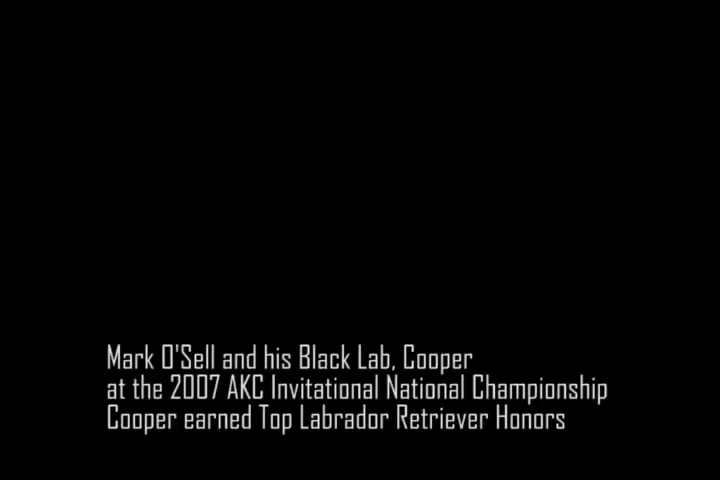 Mark O'Sell and his Black Lab, Cooper
at the 2007 AKC Invitational National Championship
Cooper earned Top Labrador Retriever Honors